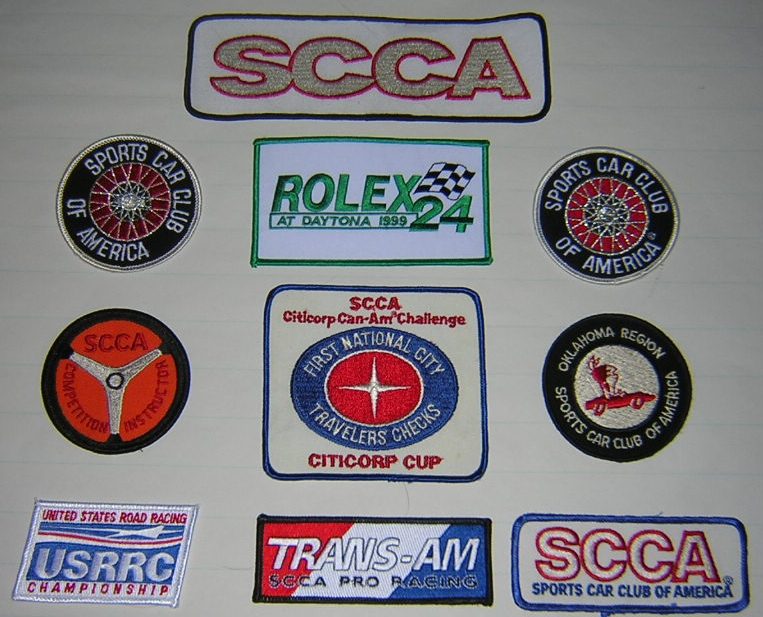 SCCA
SPORTS CAR CLUB
OF AMERICA
ROLEX 24
AT DAYTONA 1999
SPORTS CAR CLUB
OF AMERICA®
SCCA
COMPETITION INSTRUCTOR
SCCA
Citicorp Can-Am® Challenge
FIRST NATIONAL CITY
TRAVELERS CHECKS
CITICORP CUP
OKLAHOMA REGION
SPORTS CAR CLUB OF AMERICA
UNITED STATES ROAD RACING
USRRC
CHAMPIONSHIP
TRANS-AM
SCCA PRO RACING
SCCA®
SPORTS CAR CLUB OF AMERICA